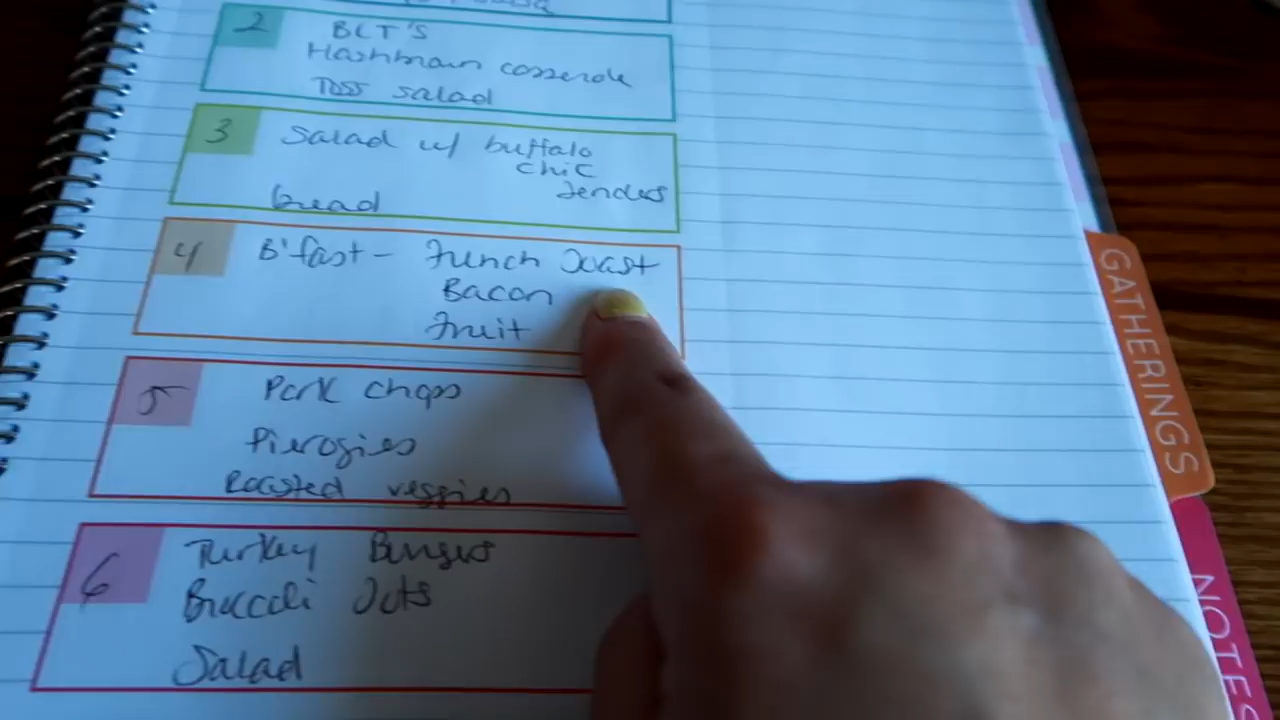 2
BLT'S
Hashbrown casserole
Toss salad
3
Salad w/ buffalo
chic
tenders
bread
4
B'fast - French Toast
Bacon
Fruit
5
Pork chops
Pierogies
Roasted veggies
6
Turkey Burgers
Broccoli Tots
Salad
GATHERINGS
NOTES